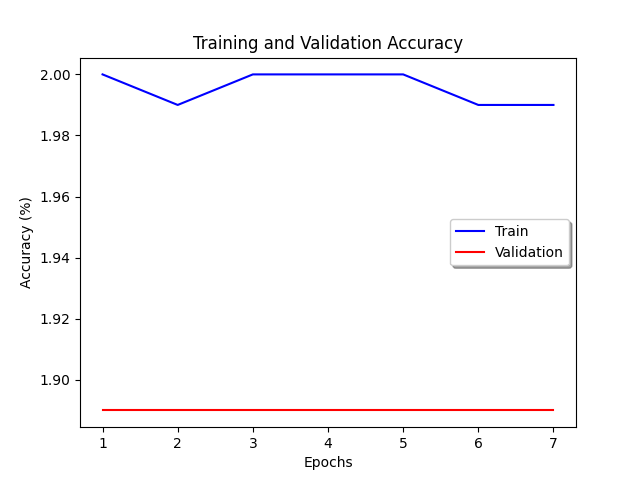 Training and Validation Accuracy
2.00
1.98
1.96
1.94
1.92
1.90
Accuracy (%)
Train
Validation
1 2 3 4 5 6 7
Epochs